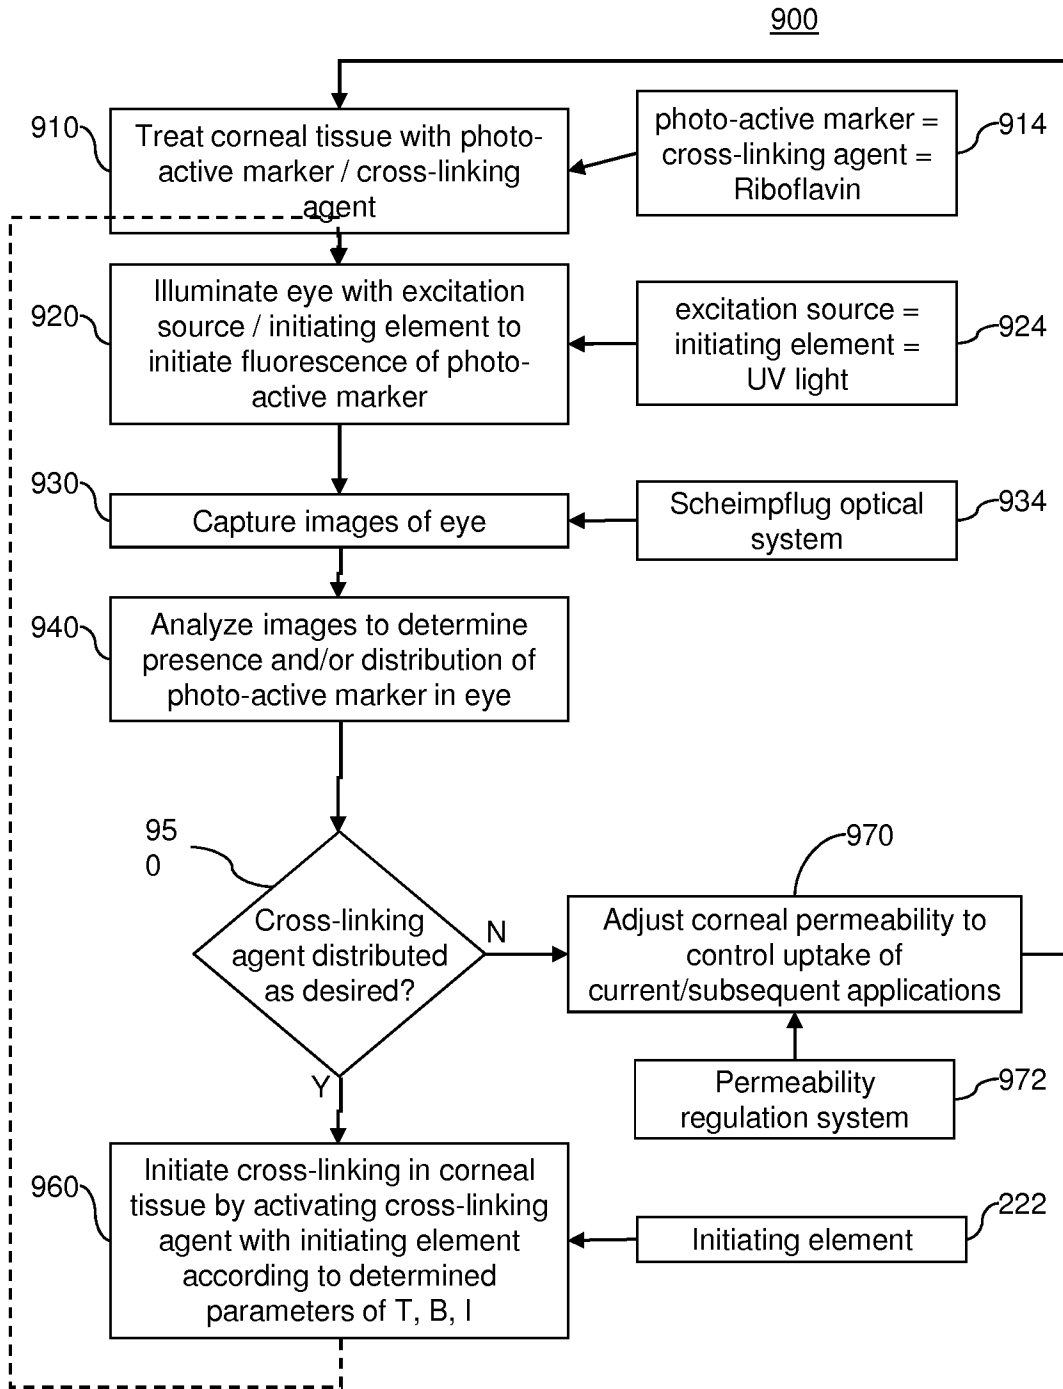 900
910
Treat corneal tissue with photo-
active marker / cross-linking
agent
photo-active marker =
cross-linking agent =
Riboflavin
914
920
Illuminate eye with excitation
source / initiating element to
initiate fluorescence of photo-
active marker
excitation source =
initiating element =
UV light
924
930
Capture images of eye
Scheimpflug optical
system
934
940
Analyze images to determine
presence and/or distribution of
photo-active marker in eye
95
0
Cross-linking
agent distributed
as desired?
N
Y
970
Adjust corneal permeability to
control uptake of
current/subsequent applications
Permeability
regulation system
972
960
Initiate cross-linking in corneal
tissue by activating cross-linking
agent with initiating element
according to determined
parameters of T, B, I
Initiating element
222